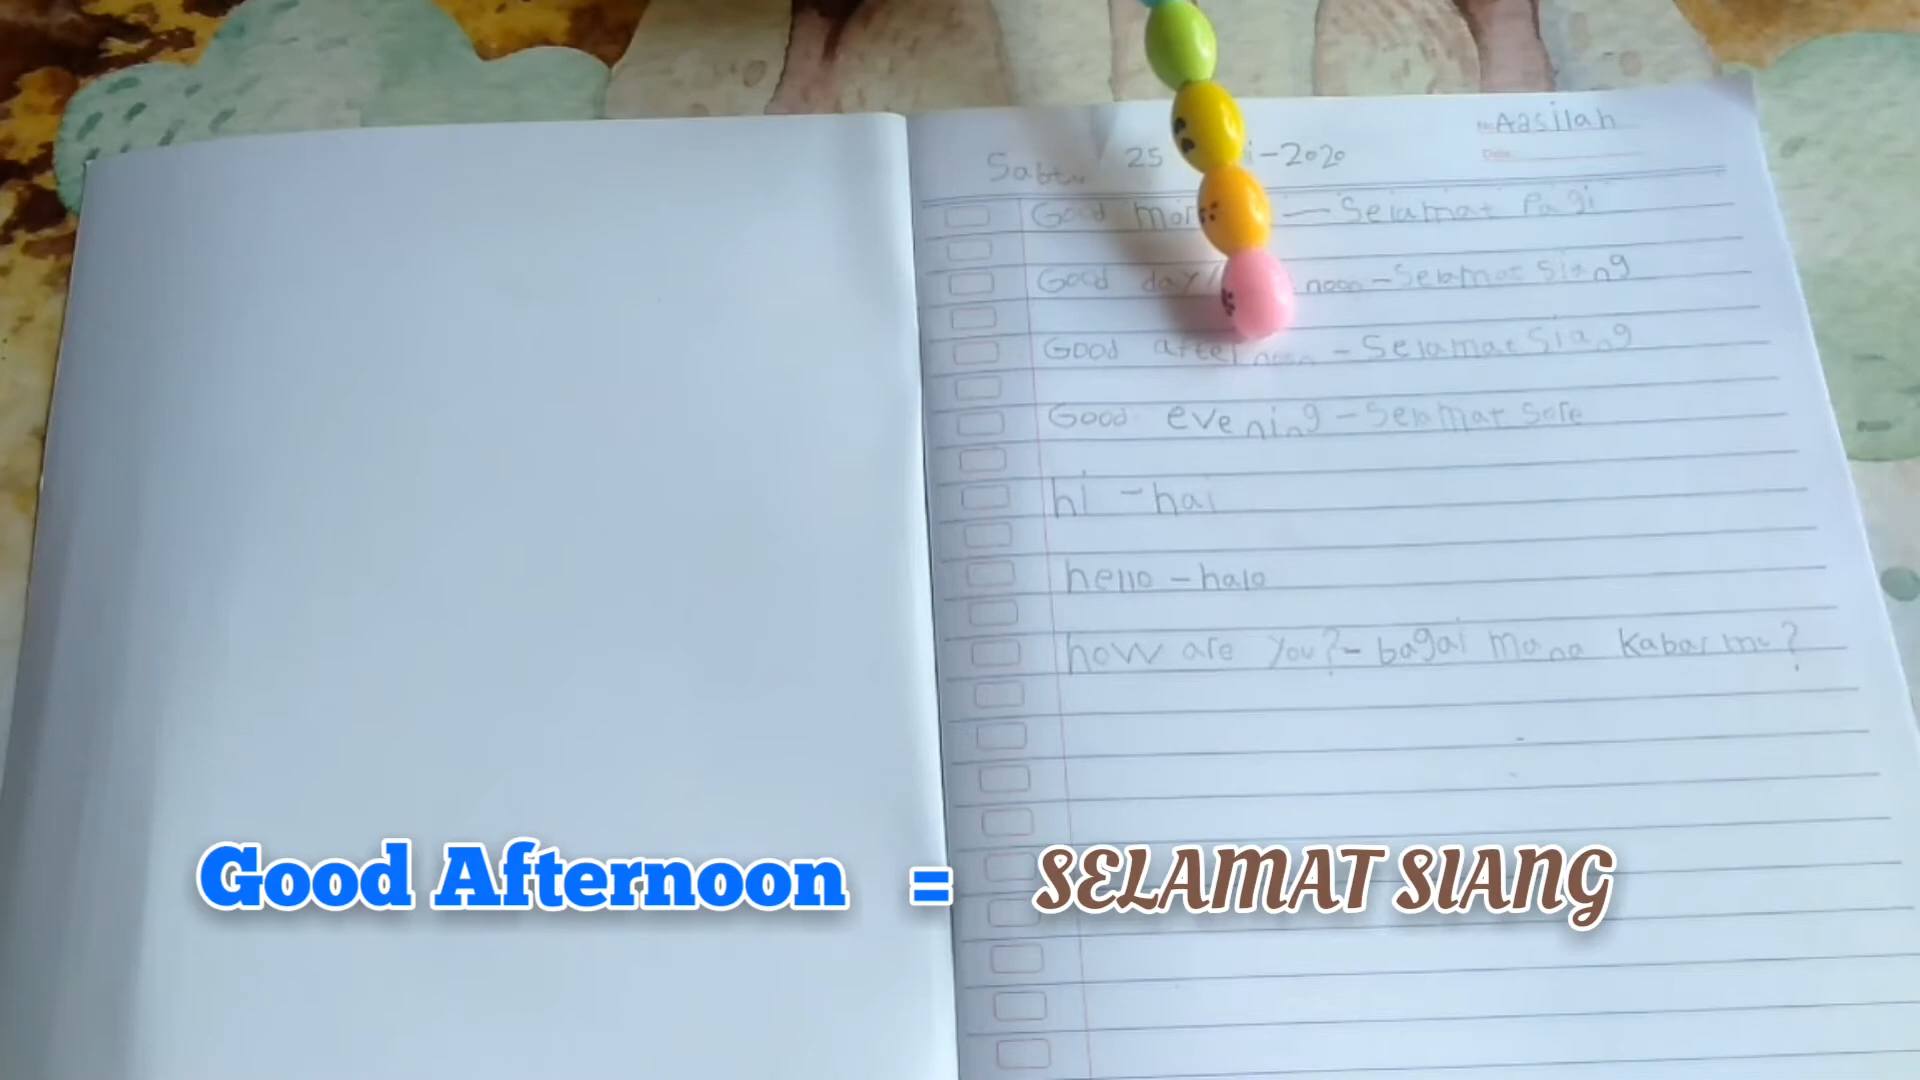 Aasilah
Sabtu 25 i-2020
Good mor — Selamat Pagi
Good day/ noon - Selamat Siang
Good afternoon - Selamat Siang
Good evening - Selamat Sore
hi - hai
hello - halo
how are you? - bagai mana kabar mu?
Good Afternoon = SELAMAT SIANG